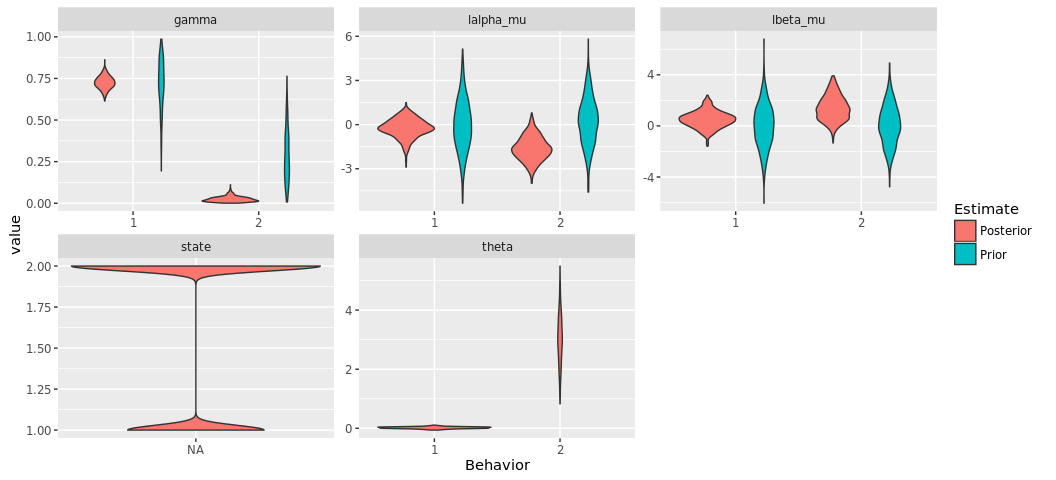 gamma
lalpha_mu
lbeta_mu
1.00
0.75
0.50
0.25
0.00
1
2
6
3
0
-3
1
2
4
0
-4
1
2
value
state
theta
2.00
1.75
1.50
1.25
1.00
NA
4
2
0
1
2
Behavior
Estimate
Posterior
Prior